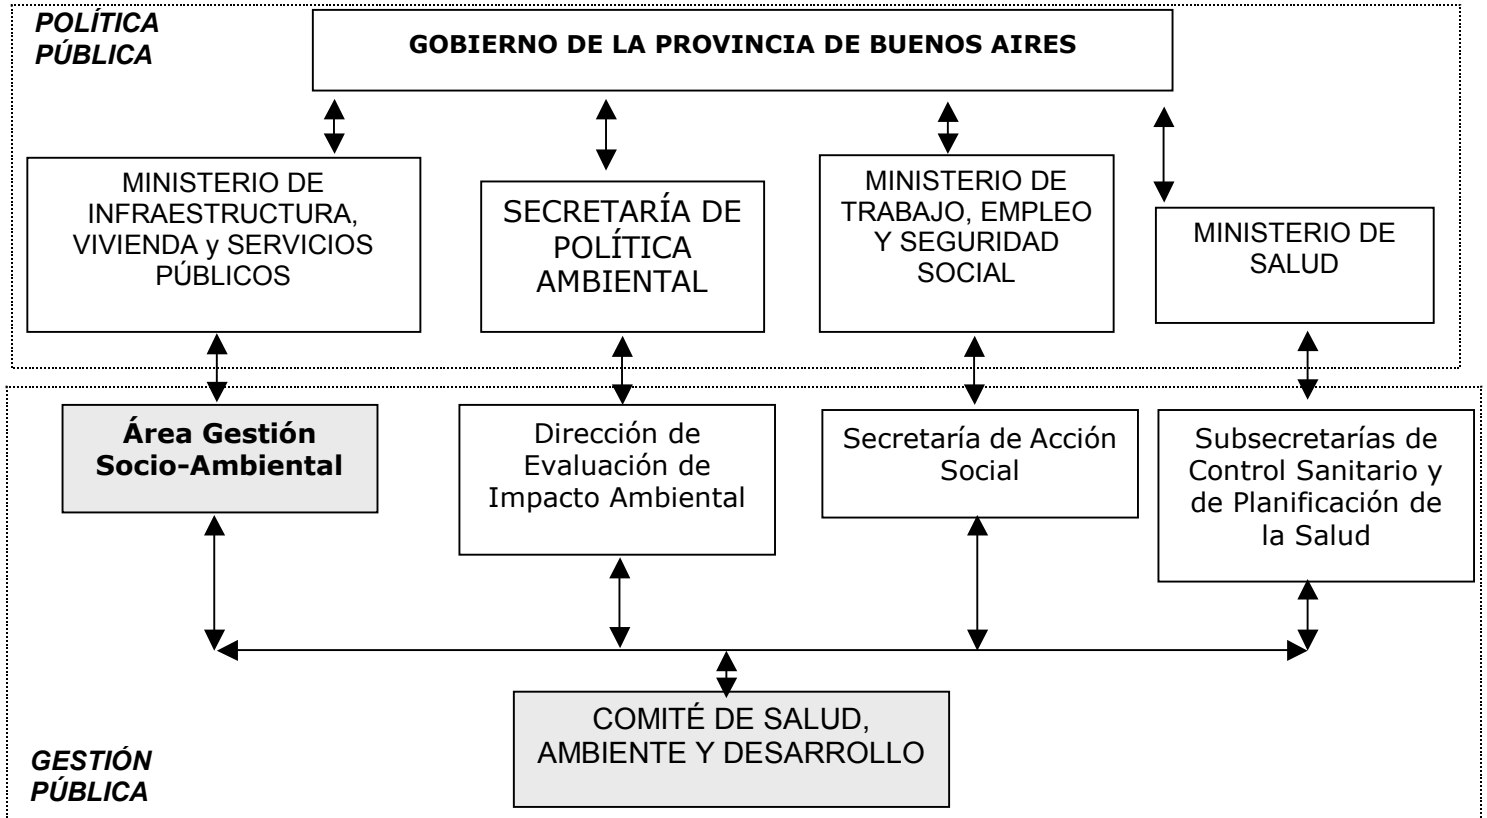 POLÍTICA
PÚBLICA
GOBIERNO DE LA PROVINCIA DE BUENOS AIRES
MINISTERIO DE
INFRAESTRUCTURA,
VIVIENDA y SERVICIOS
PÚBLICOS
SECRETARÍA DE
POLÍTICA
AMBIENTAL
MINISTERIO DE
TRABAJO, EMPLEO
Y SEGURIDAD
SOCIAL
MINISTERIO DE
SALUD
Área Gestión
Socio-Ambiental
Dirección de
Evaluación de
Impacto Ambiental
Secretaría de Acción
Social
Subsecretarías de
Control Sanitario y
de Planificación de
la Salud
COMITÉ DE SALUD,
AMBIENTE Y DESARROLLO
GESTIÓN
PÚBLICA